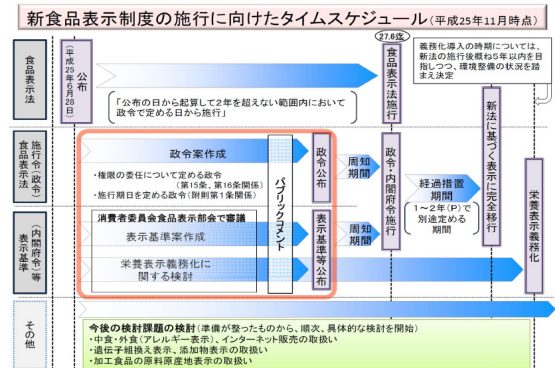 新食品表示制度の施行に向けたタイムスケジュール(平成25年11月時点)
食品表示法
公布
(平成25年6月28日)
「公布の日から起算して2年を超えない範囲内において
政令で定める日から施行」
27.6迄
食品表示法施行
義務化導入の時期については、
新法の施行後概ね5年以内を目
指しつつ、環境整備の状況を踏
まえ決定
食品表示法
施行令(政令)
政令案作成
・権限の委任について定める政令
(第15条、第16条関係)
・施行期日を定める政令(附則第1条関係)
パブリックコメント
政令公布
周知
期間
政令・内閣府令施行
経過措置
期間
1～2年(P)で
別途定める
期間
新法に基づく表示に完全移行
栄養表示義務化
(内閣府令)等
表示基準
消費者委員会食品表示部会で審議
表示基準案作成
栄養表示義務化に
関する検討
表示基準等公布
周知
期間
その他
今後の検討課題の検討(準備が整ったものから、順次、具体的な検討を開始)
・中食・外食(アレルギー表示)、インターネット販売の取扱い
・遺伝子組換え表示、添加物表示の取扱い
・加工食品の原料原産地表示の取扱い